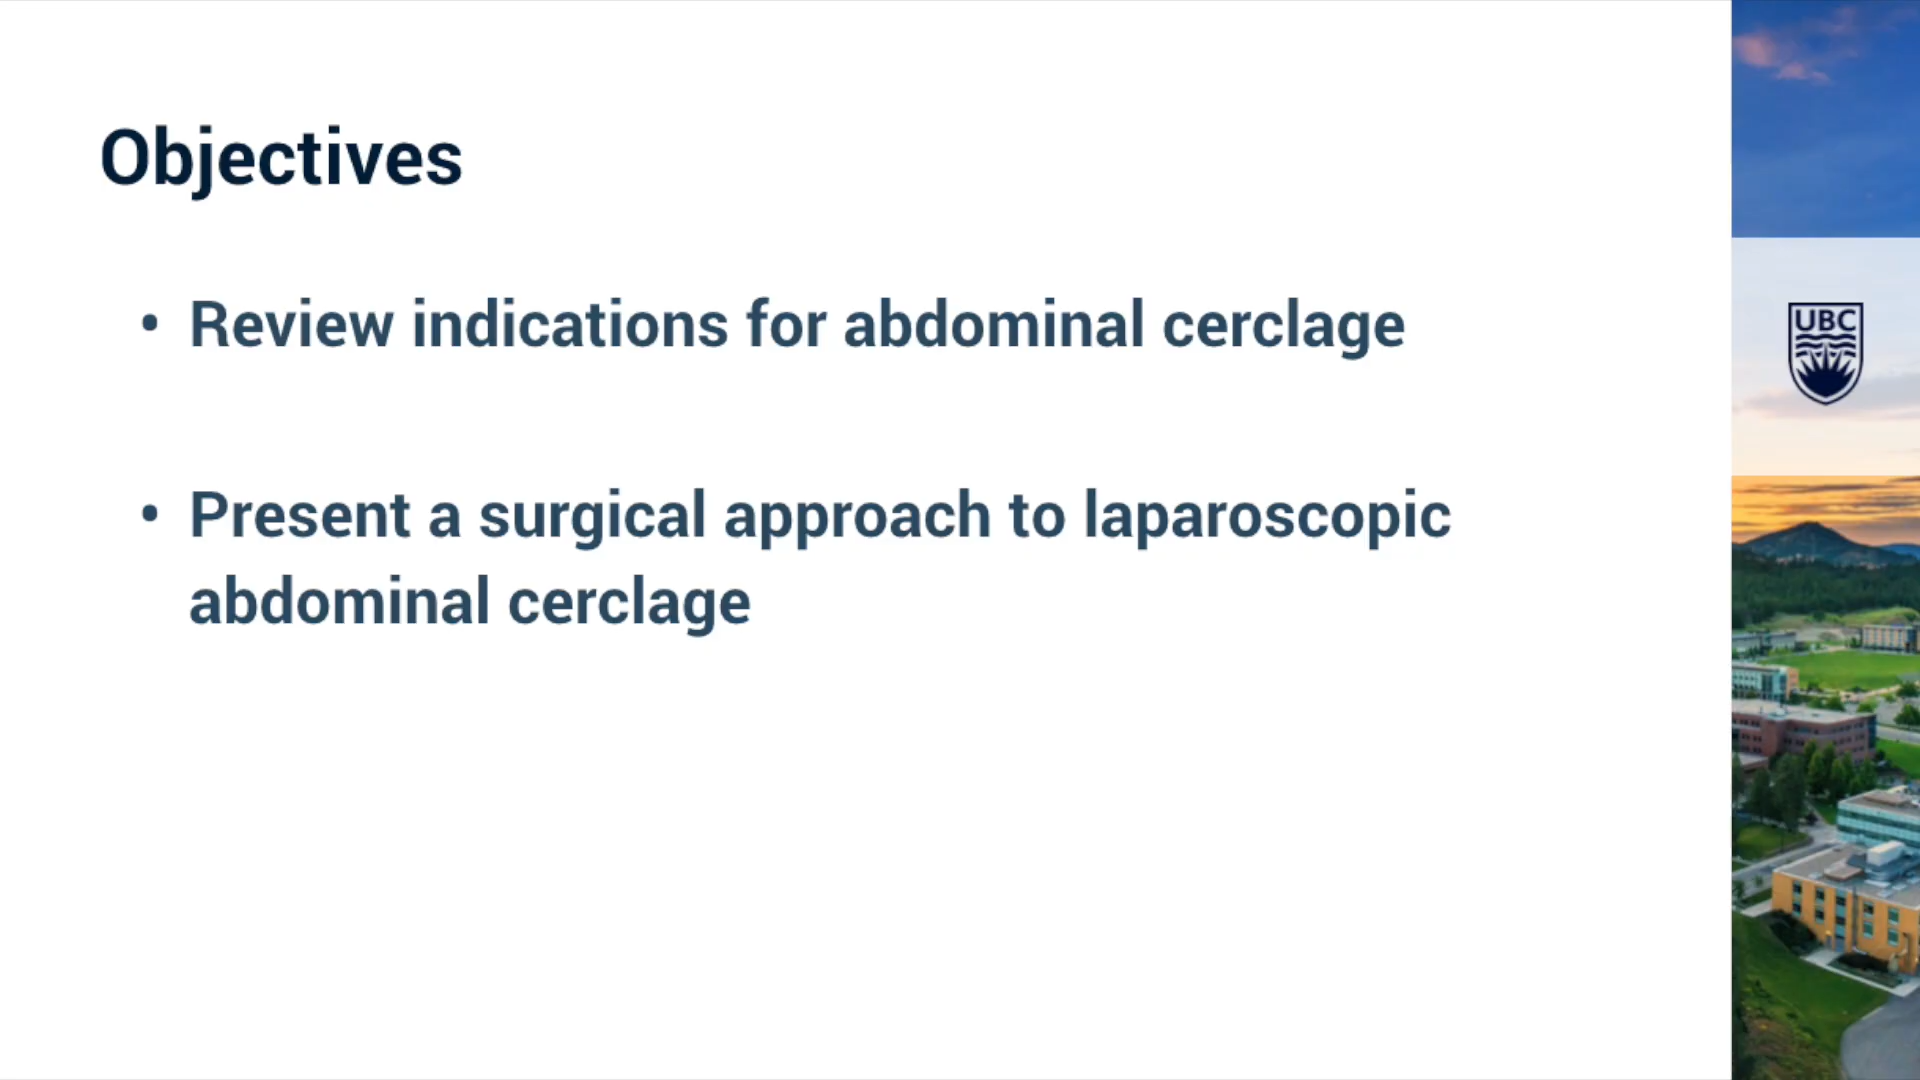 Objectives
• Review indications for abdominal cerclage
• Present a surgical approach to laparoscopic
abdominal cerclage
UBC